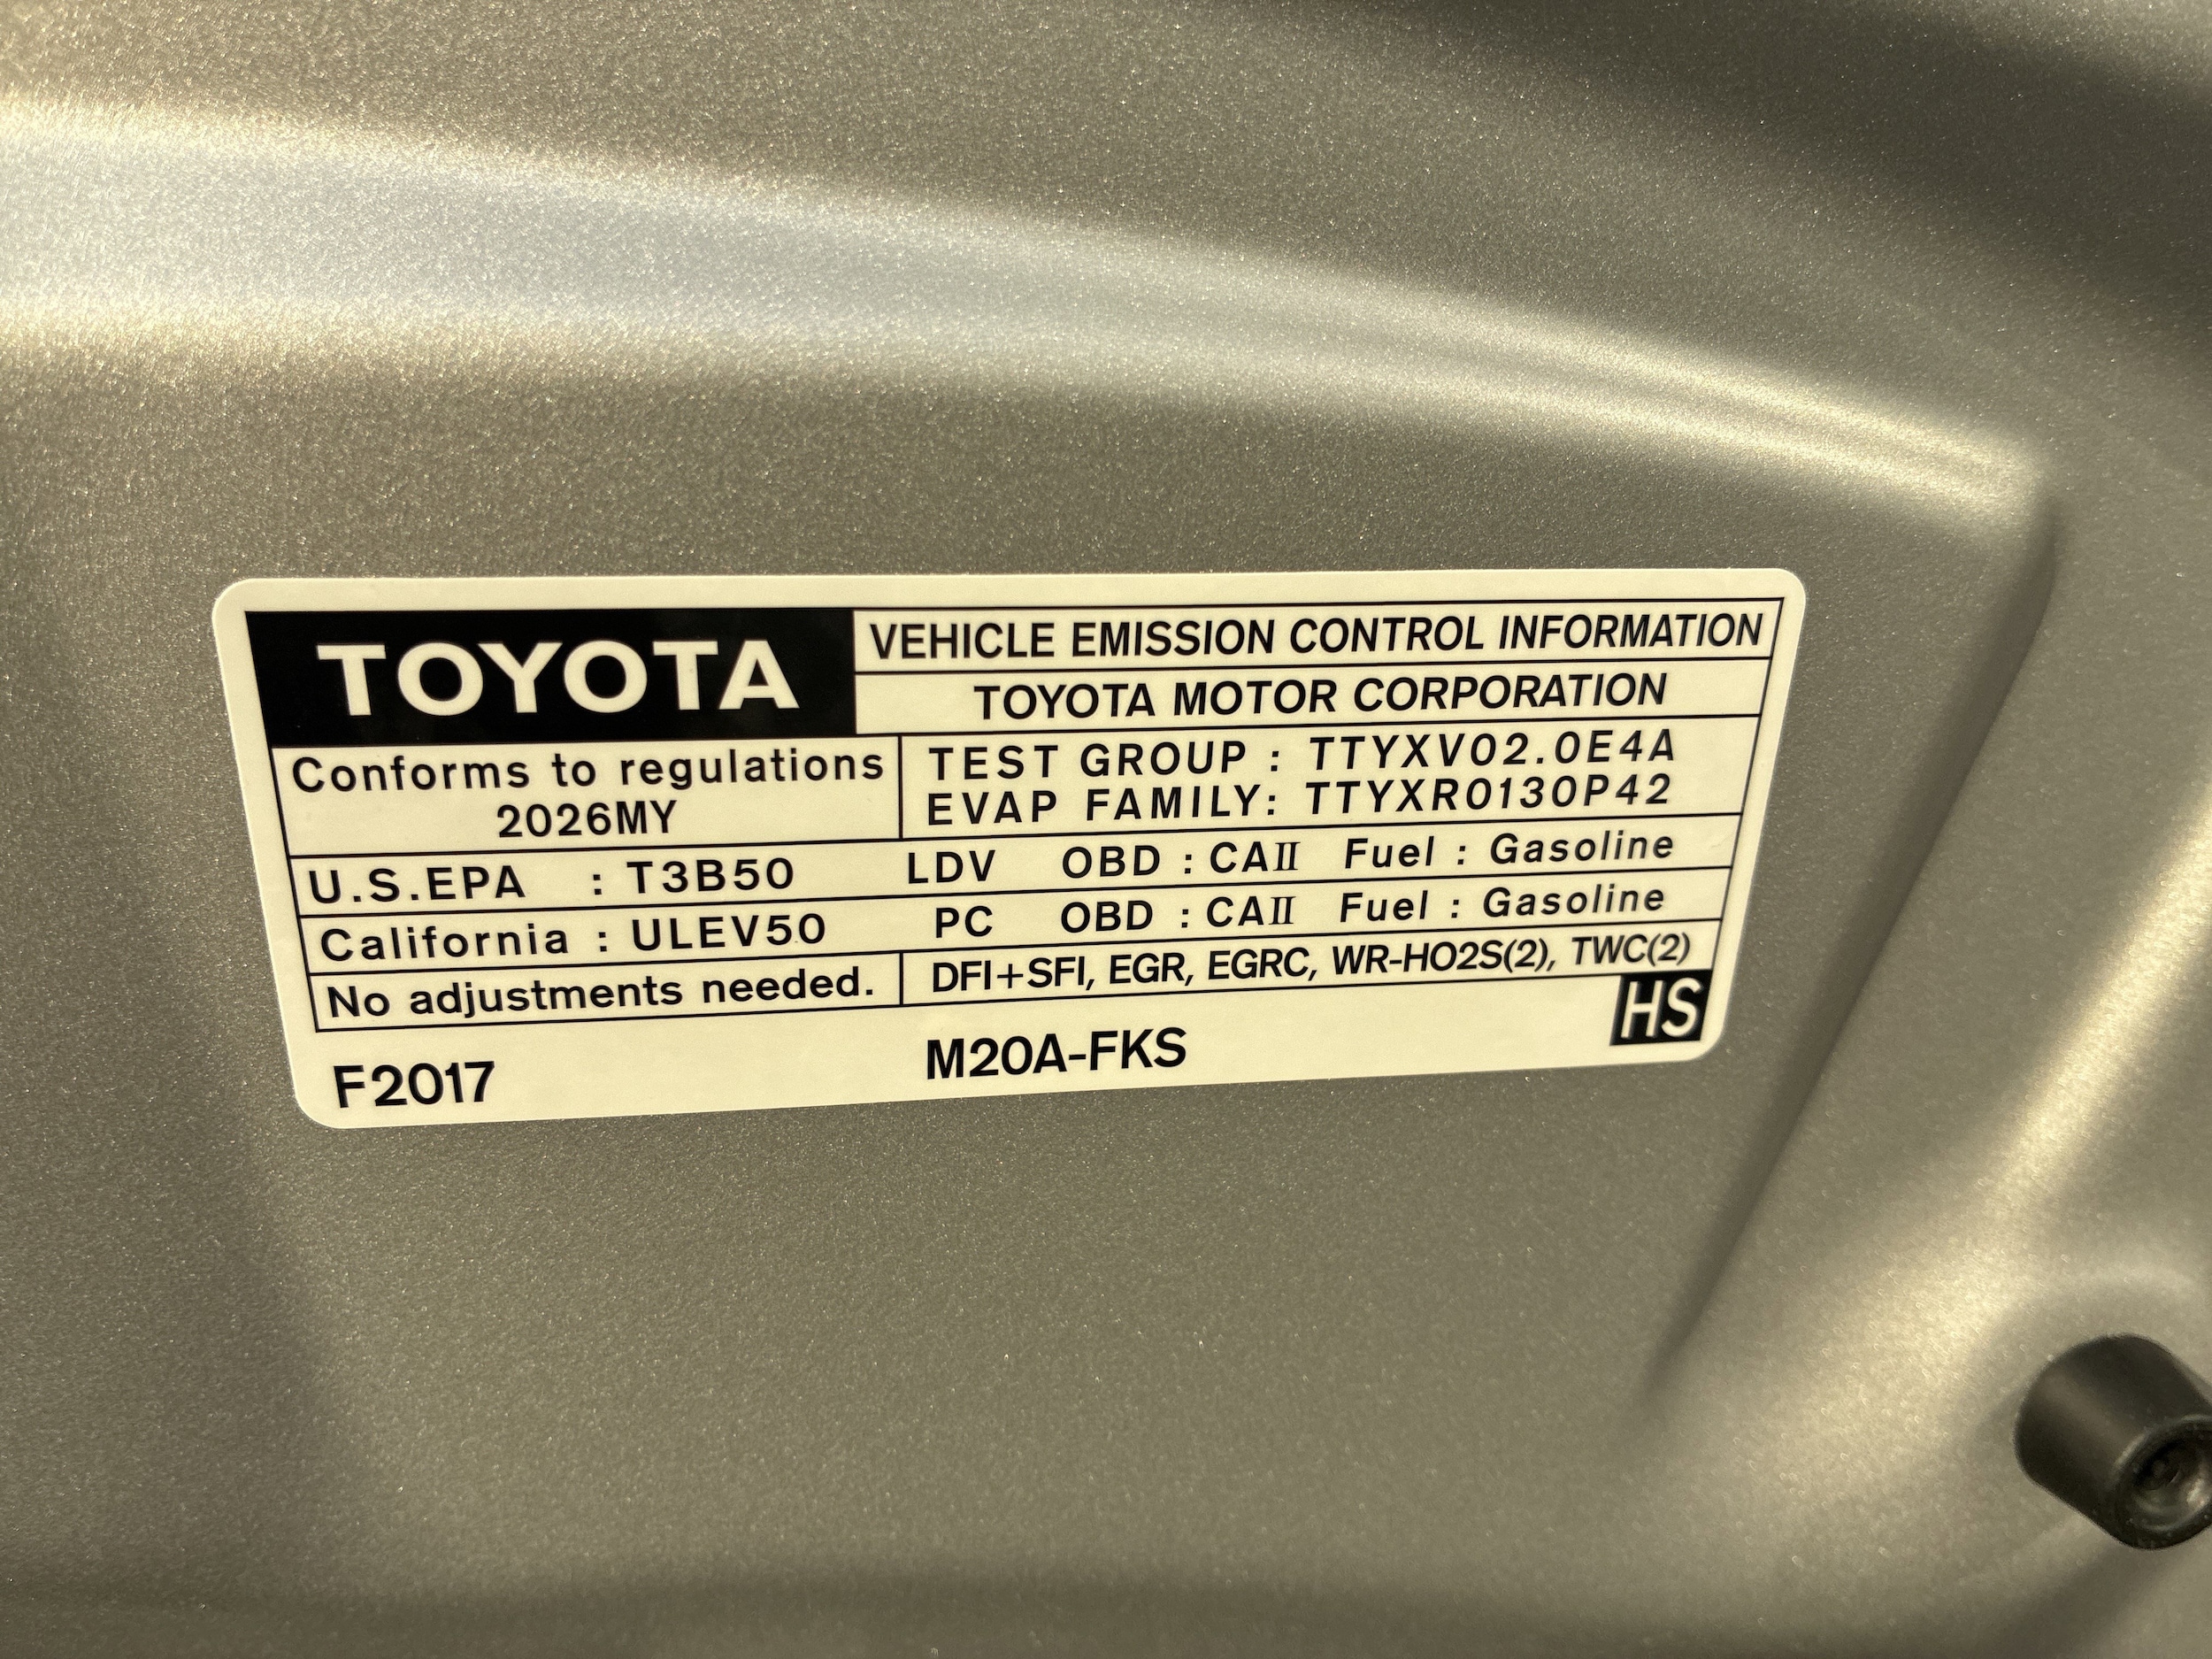 TOYOTA
VEHICLE EMISSION CONTROL INFORMATION
TOYOTA MOTOR CORPORATION
Conforms to regulations
2026MY
TEST GROUP : TTYXV02.0E4A
EVAP FAMILY: TTYXR0130P42
U.S.EPA : T3B50 LDV OBD : CAII Fuel : Gasoline
California : ULEV50 PC OBD : CAII Fuel : Gasoline
No adjustments needed. DFI+SFI, EGR, EGRC, WR-HO2S(2), TWC(2)
HS
F2017 M20A-FKS